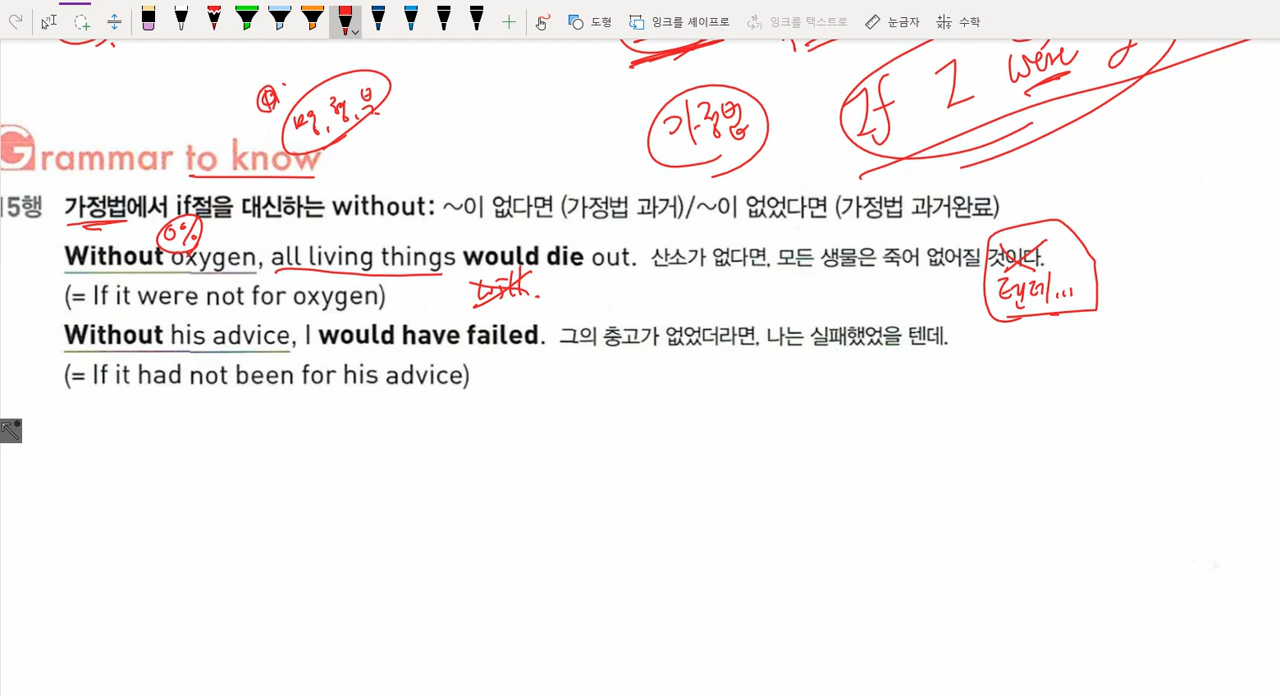 도형 잉크를 셰이프로 잉크를 텍스트로 눈금자 수학
If I were
명, 형, 부
가정법
Grammar to know
15행 가정법에서 if절을 대신하는 without: ~이 없다면 (가정법 과거)/~이 없었다면 (가정법 과거완료)
0%
Without oxygen, all living things would die out. 산소가 없다면, 모든 생물은 죽어 없어질 것이다.
(= If it were not for oxygen) will. 텐데...
Without his advice, I would have failed. 그의 충고가 없었더라면, 나는 실패했었을 텐데.
(= If it had not been for his advice)